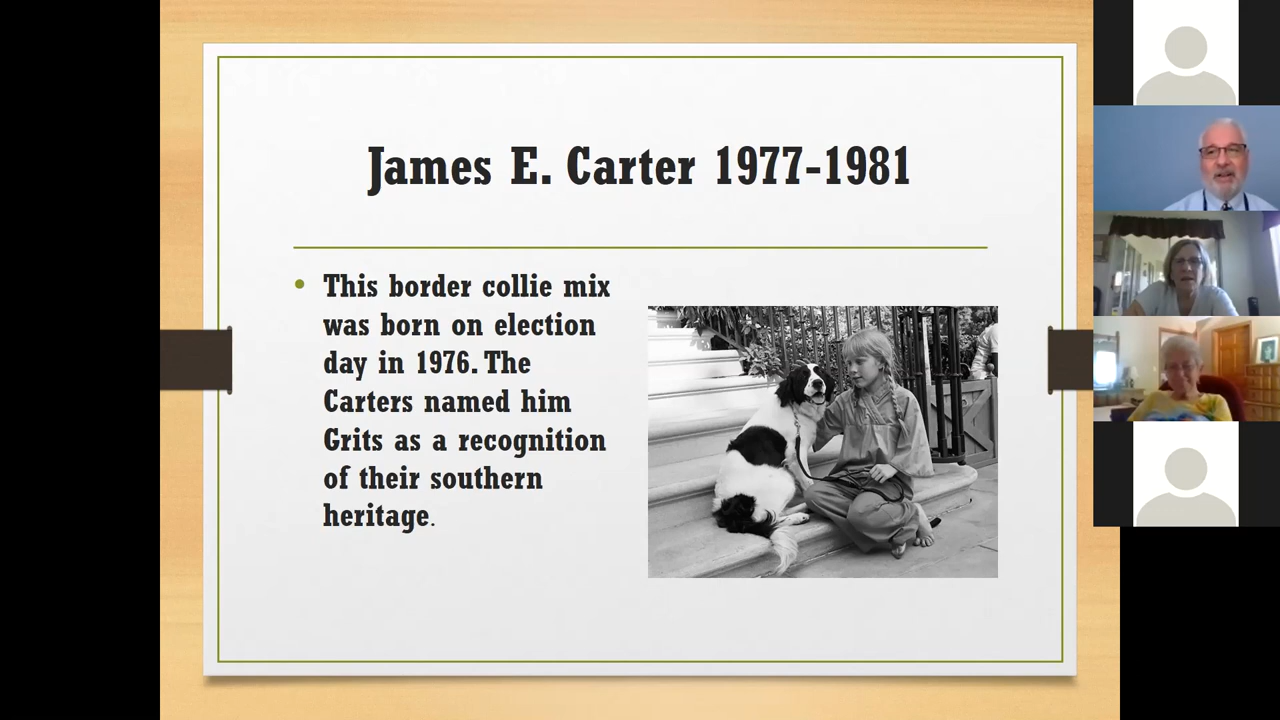 James E. Carter 1977-1981
• This border collie mix
was born on election
day in 1976. The
Carters named him
Grits as a recognition
of their southern
heritage.